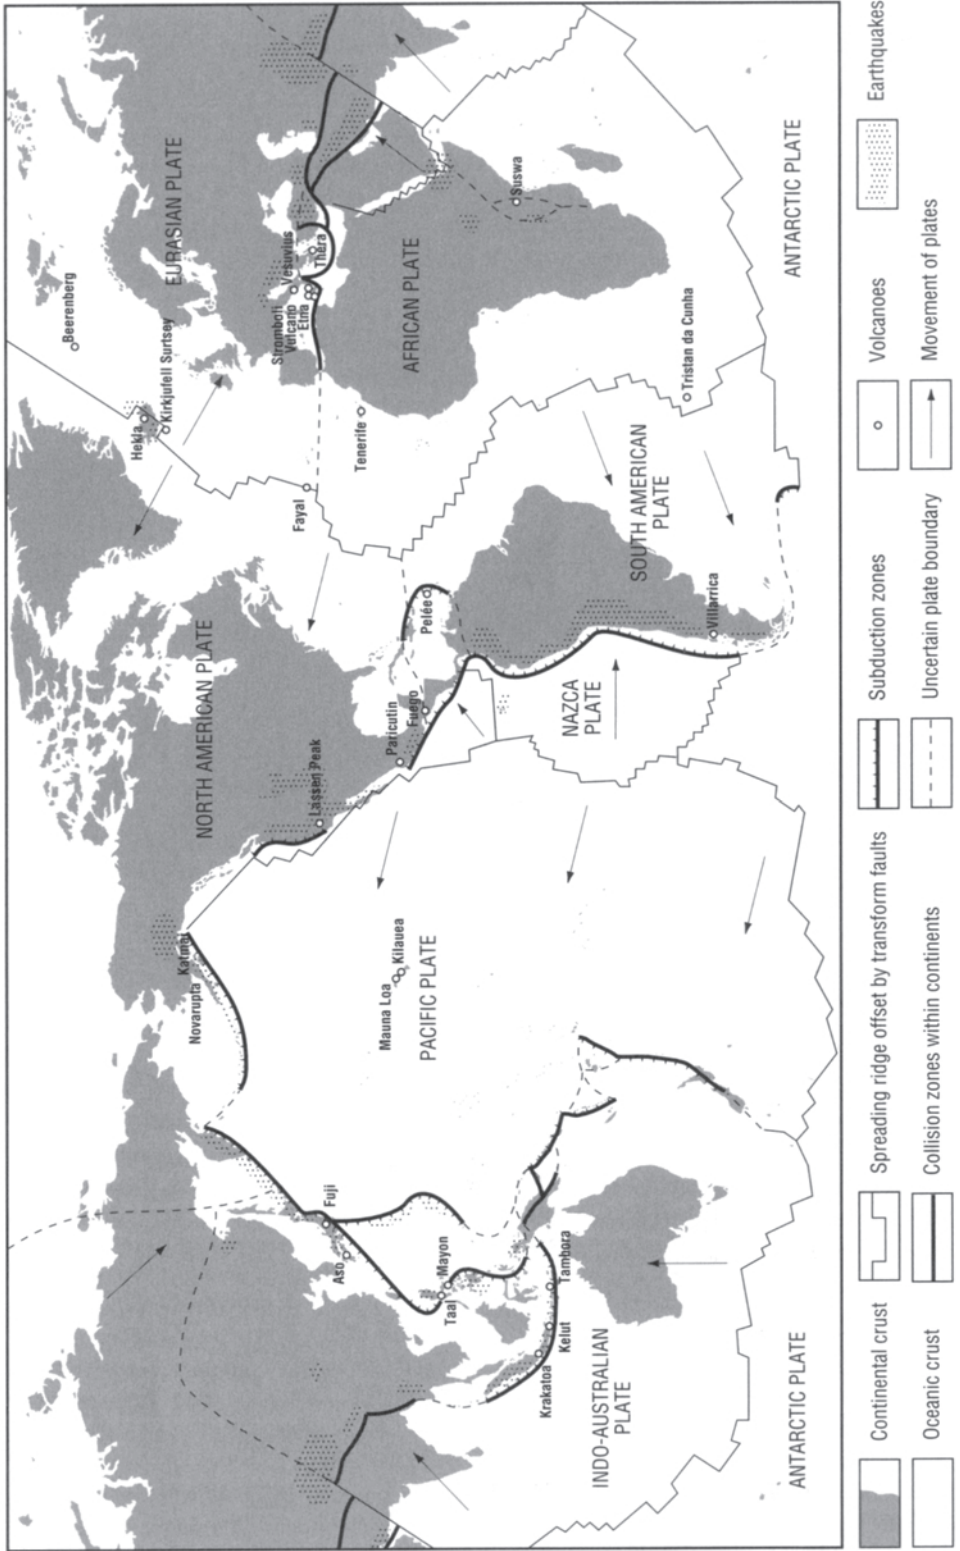 Beerenberg
EURASIAN PLATE
Kirkjufell Surtsey
Hekla
Vesuvius
Thera
Stromboli
Vulcano
Etna
Suswa
AFRICAN PLATE
Tenerife
Fayal
Tristan da Cunha
ANTARCTIC PLATE
SOUTH AMERICAN
PLATE
Pelée
Villarrica
NORTH AMERICAN PLATE
Lassen Peak
Paricutin
Fuego
NAZCA
PLATE
Katmai
Novarupta
Mauna Loa
Kilauea
PACIFIC PLATE
Fuji
Aso
Mayon
Taal
Tambora
Kelut
Krakatoa
INDO-AUSTRALIAN
PLATE
ANTARCTIC PLATE
Continental crust
Spreading ridge offset by transform faults
Subduction zones
Volcanoes
Earthquakes
Oceanic crust
Collision zones within continents
Uncertain plate boundary
Movement of plates